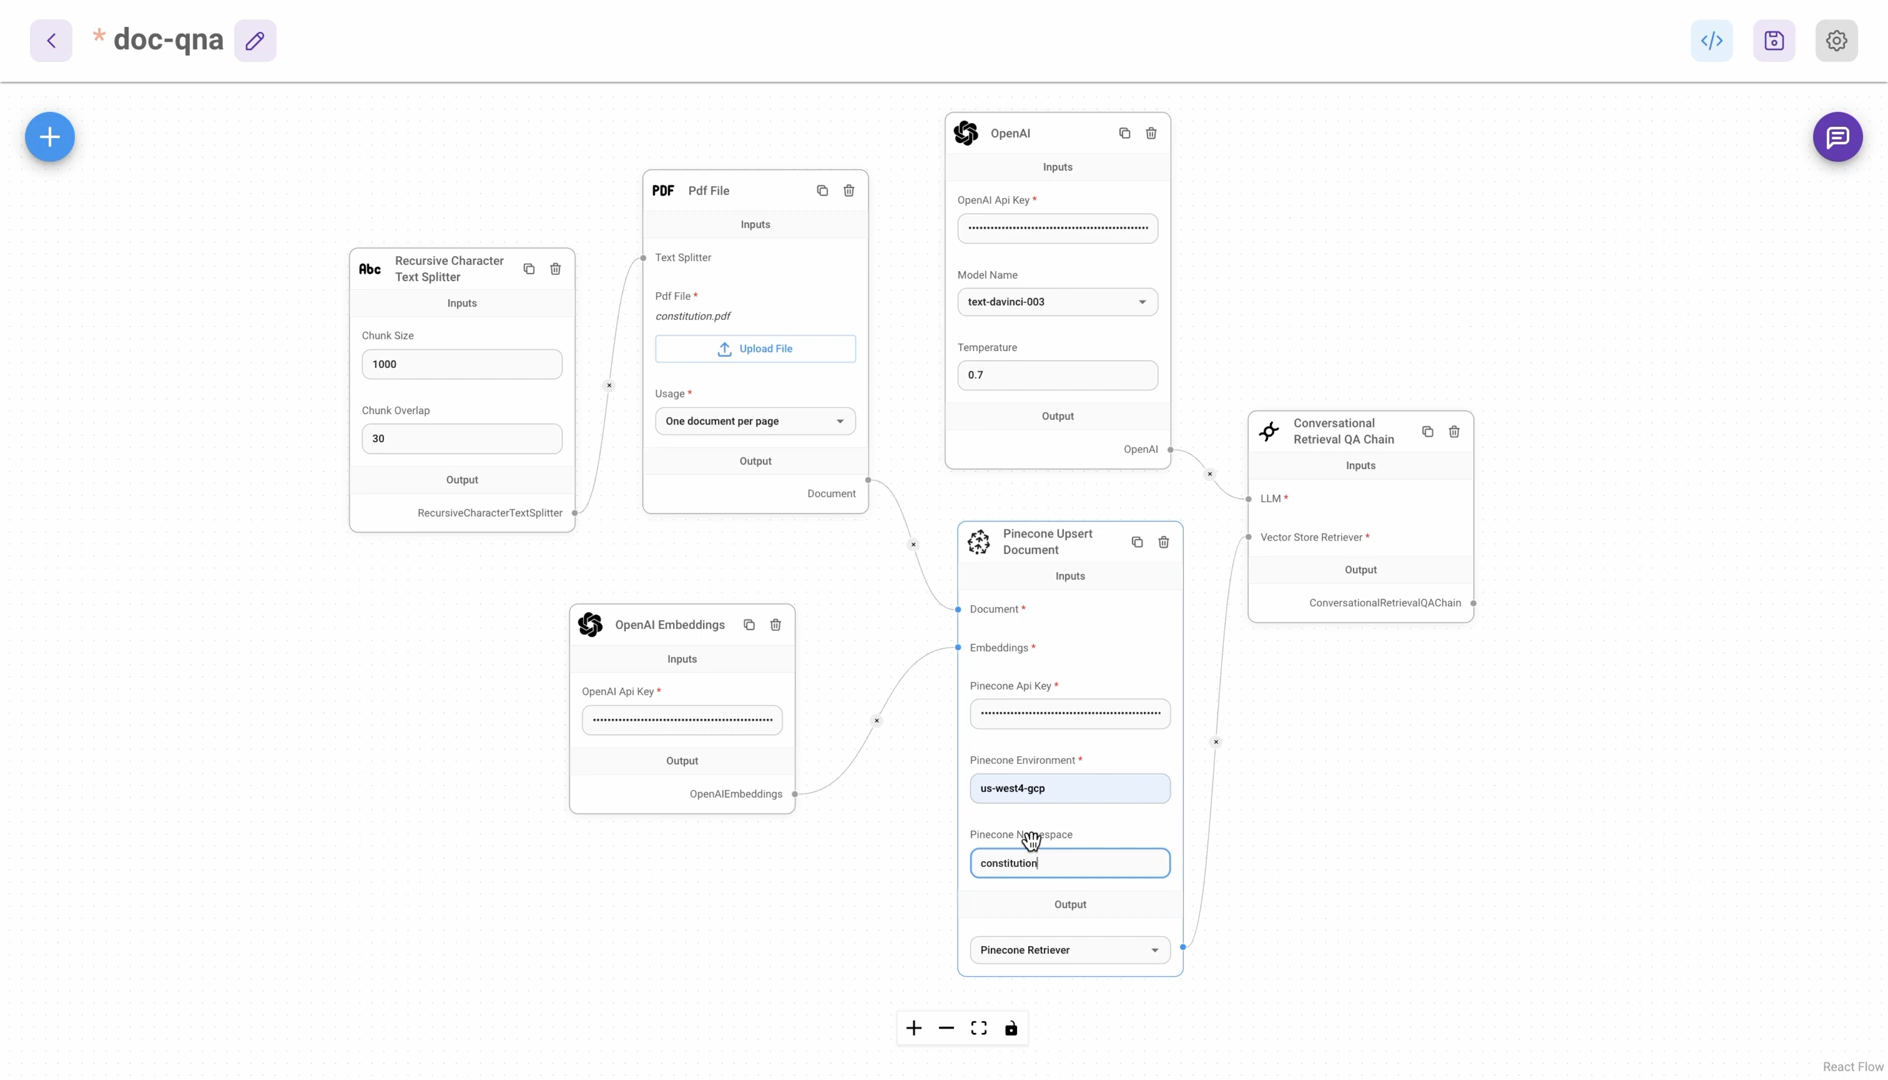 * doc-qna
</>
Recursive Character
Text Splitter
Abc
Inputs
Chunk Size
1000
Chunk Overlap
30
Output
RecursiveCharacterTextSplitter
PDF
Pdf File
Inputs
Text Splitter
Pdf File *
constitution.pdf
Upload File
Usage *
One document per page
Output
Document
OpenAI Embeddings
Inputs
OpenAI Api Key *
Output
OpenAIEmbeddings
OpenAI
Inputs
OpenAI Api Key *
Model Name
text-davinci-003
Temperature
0.7
Output
OpenAI
Pinecone Upsert
Document
Inputs
Document *
Embeddings *
Pinecone Api Key *
Pinecone Environment *
us-west4-gcp
Pinecone
constitution
Output
Pinecone Retriever
Conversational
Retrieval QA Chain
Inputs
LLM *
Vector Store Retriever *
Output
ConversationalRetrievalQAChain
React Flow